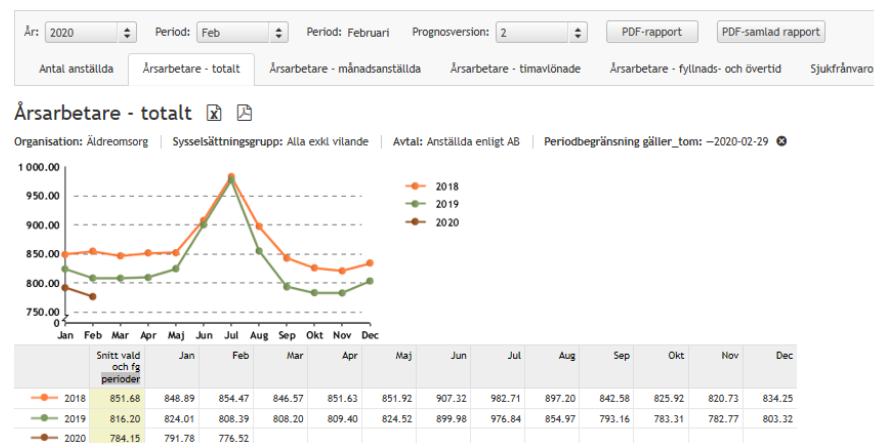 År: 2020 Period: Feb Period: Februari Prognosversion: 2 PDF-rapport PDF-samlad rapport
Antal anställda Årsarbetare - totalt Årsarbetare - månadsanställda Årsarbetare - timavlönade Årsarbetare - fyllnads- och övertid Sjukfrånvaro
Årsarbetare - totalt
Organisation: Äldreomsorg Sysselsättningsgrupp: Alla exkl vilande Avtal: Anställda enligt AB Periodbegränsning gäller_tom: —2020-02-29
1 000.00
950.00
900.00
850.00
800.00
750.00
0
2018
2019
2020
Jan Feb Mar Apr Maj Jun Jul Aug Sep Okt Nov Dec
Snitt vald och fg perioder Jan Feb Mar Apr Maj Jun Jul Aug Sep Okt Nov Dec
2018 851.68 848.89 854.47 846.57 851.63 851.92 907.32 982.71 897.20 842.58 825.92 820.73 834.25
2019 816.20 824.01 808.39 808.20 809.40 824.52 899.98 976.84 854.97 793.16 783.31 782.77 803.32
2020 784.15 791.78 776.52